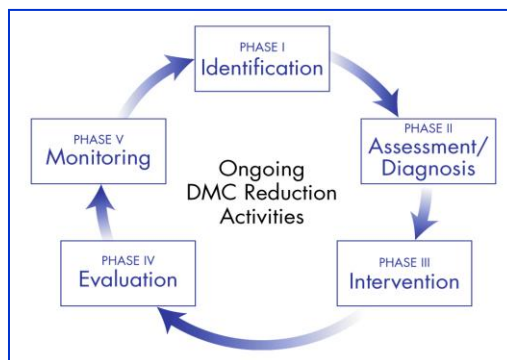 PHASE I
Identification
PHASE II
Assessment/
Diagnosis
PHASE III
Intervention
PHASE IV
Evaluation
PHASE V
Monitoring
Ongoing
DMC Reduction
Activities